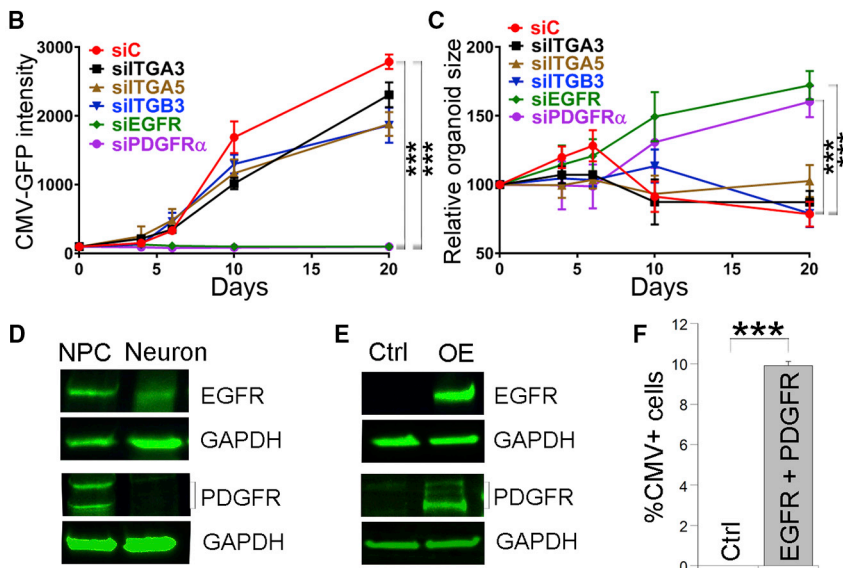 B
CMV-GFP intensity
3000
2000
1000
100
0
5
10
15
20
Days
siC
siITGA3
siITGA5
siITGB3
siEGFR
siPDGFRα
***
***
C
Relative organoid size
200
150
100
50
0
5
10
15
20
Days
siC
siITGA3
siITGA5
siITGB3
siEGFR
siPDGFRα
***
***
D
NPC Neuron
EGFR
GAPDH
PDGFR
GAPDH
E
Ctrl OE
EGFR
GAPDH
PDGFR
GAPDH
F
%CMV+ cells
12
10
8
6
4
2
0
***
Ctrl
EGFR + PDGFR